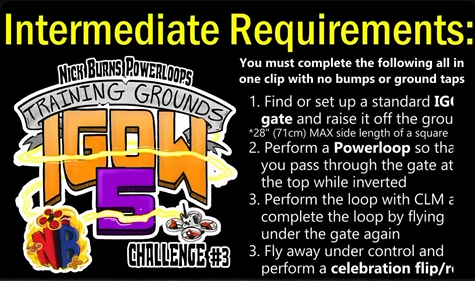 Intermediate Requirements:
NICK BURNS POWERLOOPS
TRAINING GROUNDS
IGOW
5
NB
CHALLENGE #3
You must complete the following all in
one clip with no bumps or ground taps
1. Find or set up a standard
gate and raise it off the
*28" (71cm) MAX side length of a square
2. Perform a Powerloop so
you pass through the gate at
the top while inverted
3. Perform the loop with CLM
complete the loop by flying
under the gate again
3. Fly away under control and
perform a celebration